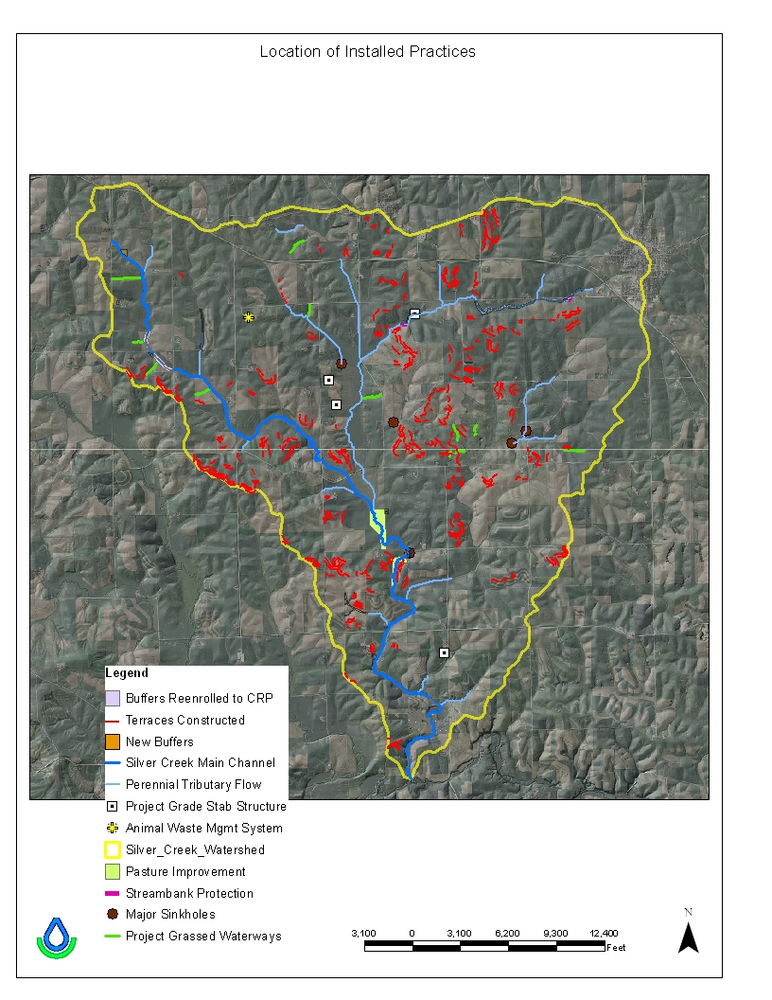 Location of Installed Practices
Legend
Buffers Reenrolled to CRP
Terraces Constructed
New Buffers
Silver Creek Main Channel
Perennial Tributary Flow
Project Grade Stab Structure
Animal Waste Mgmt System
Silver_Creek_Watershed
Pasture Improvement
Streambank Protection
Major Sinkholes
Project Grassed Waterways
3,100 0 3,100 6,200 9,300 12,400
Feet
N